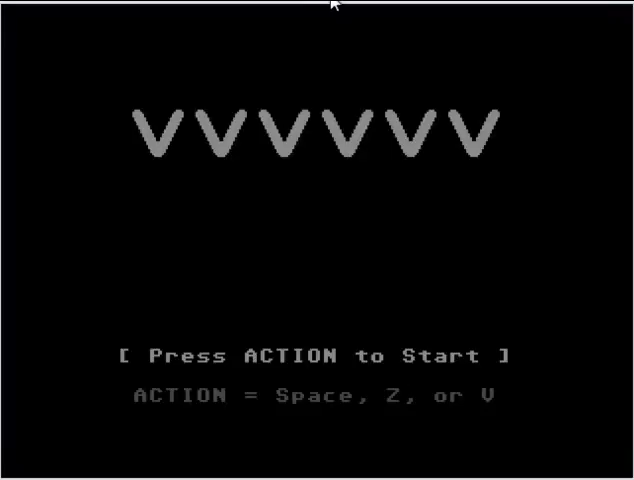 VVVVVV
[ Press ACTION to Start ]
ACTION = Space, Z, or V